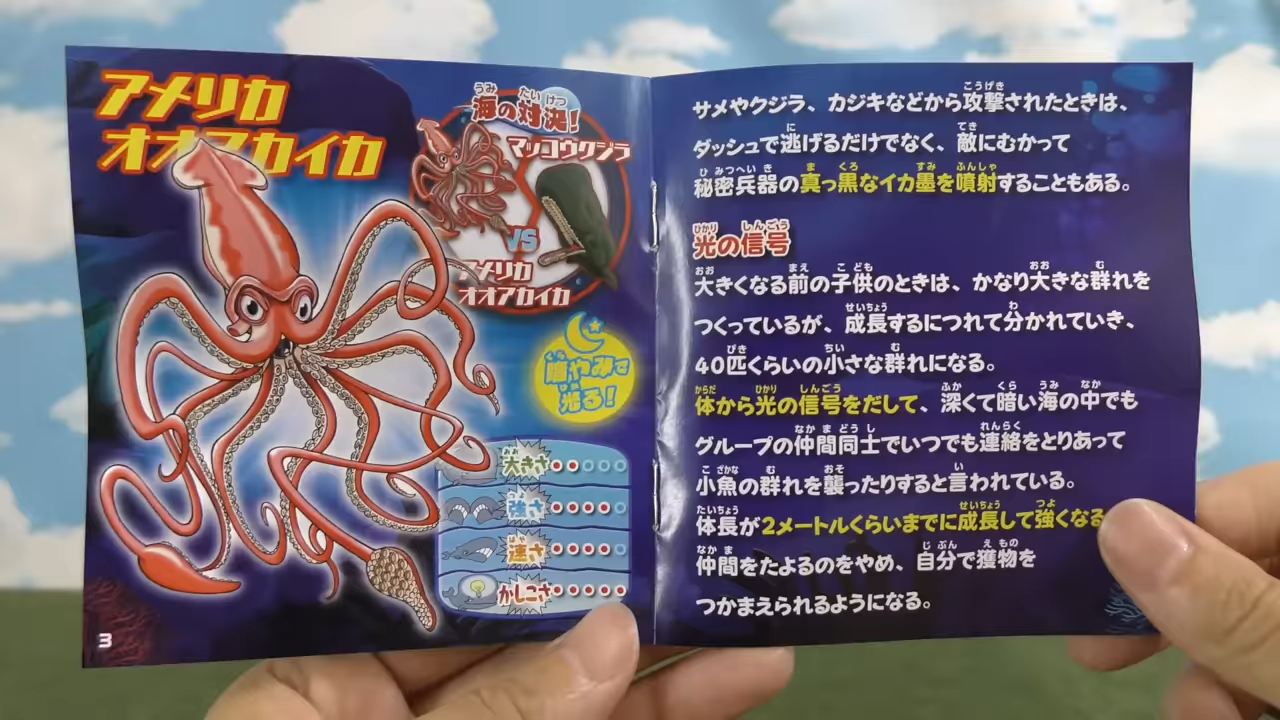 アメリカ
オオアカイカ
海の対決!
マッコウクジラ
VS
アメリカ
オオアカイカ
暗やみで
光る!
大きさ
強さ
速さ
かしこさ
3
サメやクジラ、カジキなどから攻撃されたときは、
ダッシュで逃げるだけでなく、敵にむかって
秘密兵器の真っ黒なイカ墨を噴射することもある。
光の信号
大きくなる前の子供のときは、かなり大きな群れを
つくっているが、成長するにつれて分かれていき、
40匹くらいの小さな群れになる。
体から光の信号をだして、深くて暗い海の中でも
グループの仲間同士でいつでも連絡をとりあって
小魚の群れを襲ったりすると言われている。
体長が2メートルくらいまでに成長して強くなる
仲間をたよるのをやめ、自分で獲物を
つかまえられるようになる。